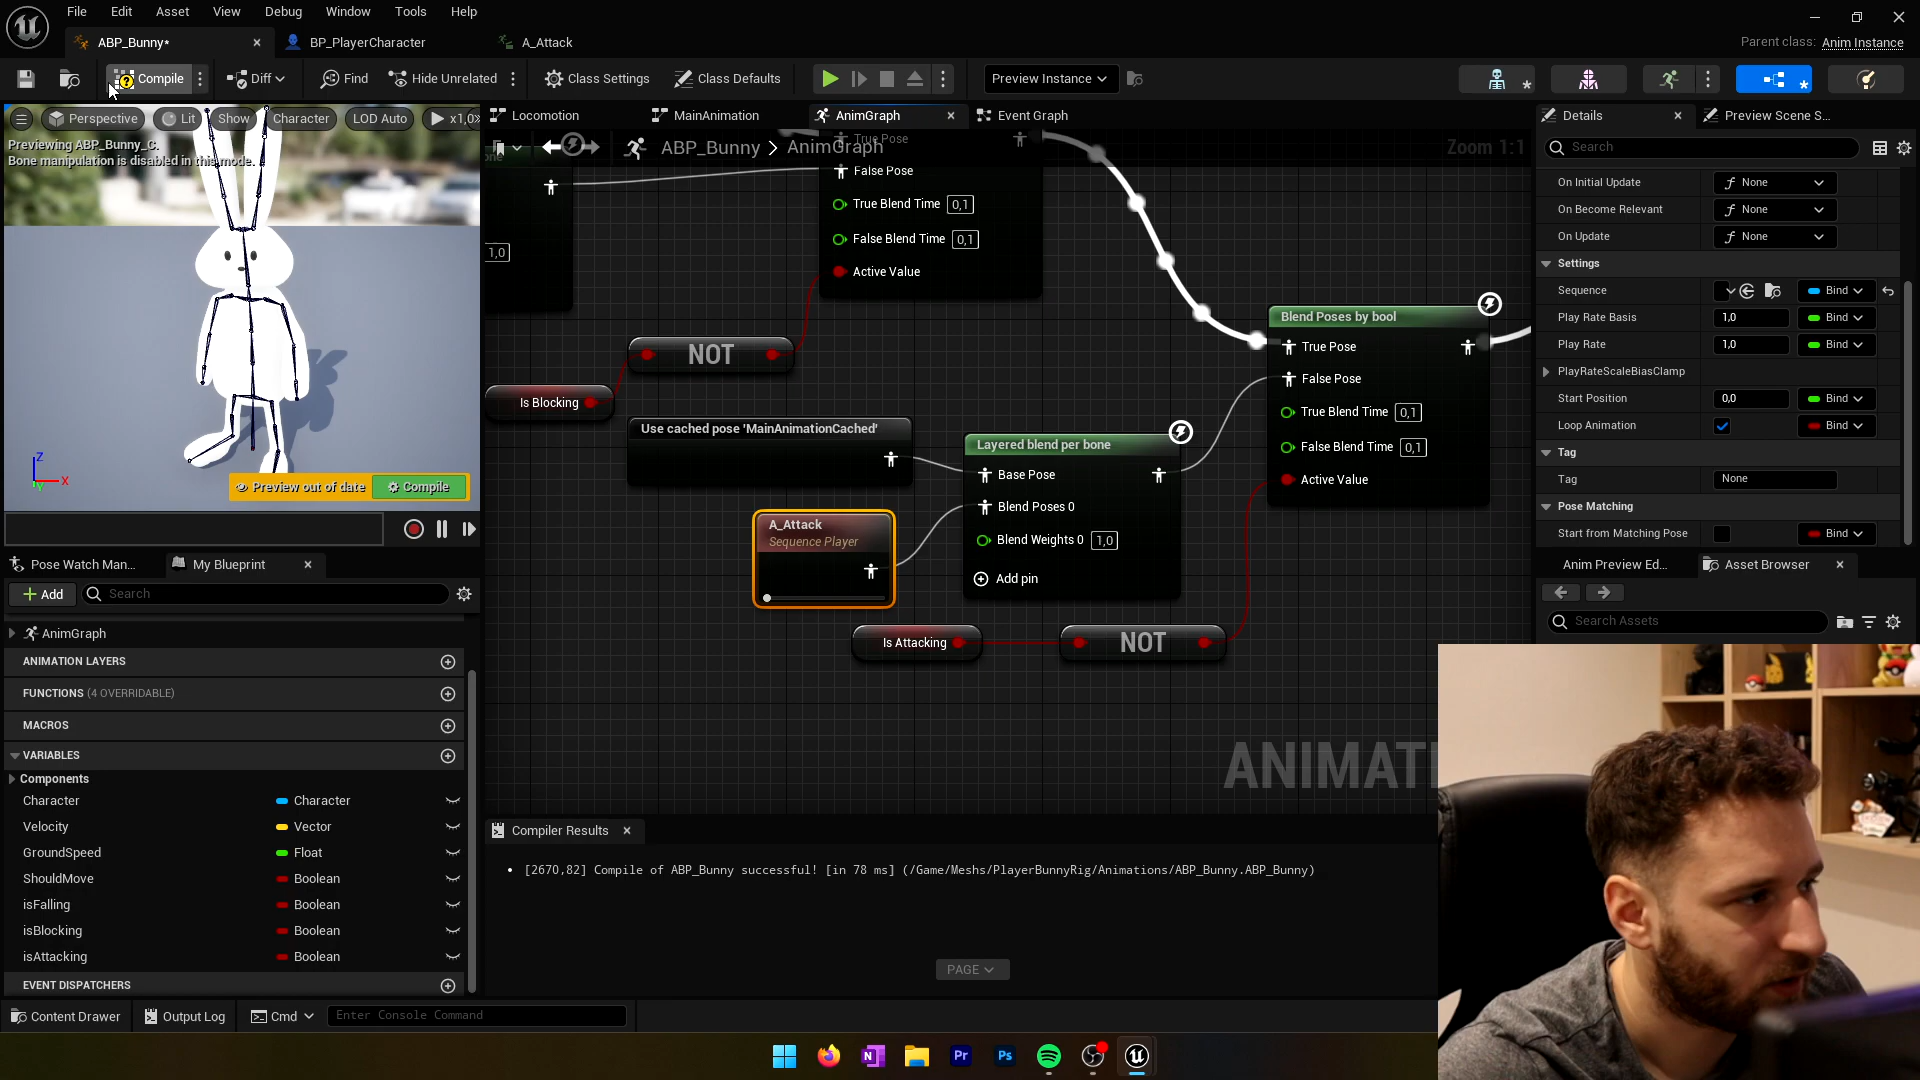 File Edit Asset View Debug Window Tools Help
ABP_Bunny* BP_PlayerCharacter A_Attack
Parent class: Anim Instance
Compile Diff Find Hide Unrelated Class Settings Class Defaults Preview Instance
Perspective Lit Show Character LOD Auto x1,0
Previewing ABP_Bunny_C.
Bone manipulation is disabled in this mode.
Z
X
Y
Preview out of date Compile
Locomotion MainAnimation AnimGraph Event Graph
ABP_Bunny > AnimGraph
Zoom 1:1
True Pose
False Pose
True Blend Time 0,1
False Blend Time 0,1
1,0
Active Value
NOT
Is Blocking
Use cached pose 'MainAnimationCached'
Layered blend per bone
Base Pose
Blend Poses 0
Blend Weights 0 1,0
Add pin
A_Attack
Sequence Player
Is Attacking
NOT
Blend Poses by bool
True Pose
False Pose
True Blend Time 0,1
False Blend Time 0,1
Active Value
ANIMAT
Pose Watch Man... My Blueprint
Add Search
AnimGraph
ANIMATION LAYERS
FUNCTIONS (4 OVERRIDABLE)
MACROS
VARIABLES
Components
Character Character
Velocity Vector
GroundSpeed Float
ShouldMove Boolean
isFalling Boolean
isBlocking Boolean
isAttacking Boolean
EVENT DISPATCHERS
Compiler Results
[2670,82] Compile of ABP_Bunny successful! [in 78 ms] (/Game/Meshs/PlayerBunnyRig/Animations/ABP_Bunny.ABP_Bunny)
PAGE
Details Preview Scene S...
Search
On Initial Update None
On Become Relevant None
On Update None
Settings
Sequence Bind
Play Rate Basis 1,0 Bind
Play Rate 1,0 Bind
PlayRateScaleBiasClamp
Start Position 0,0 Bind
Loop Animation Bind
Tag
Tag None
Pose Matching
Start from Matching Pose Bind
Anim Preview Ed... Asset Browser
Search Assets
Content Drawer Output Log Cmd Enter Console Command
Pr Ps